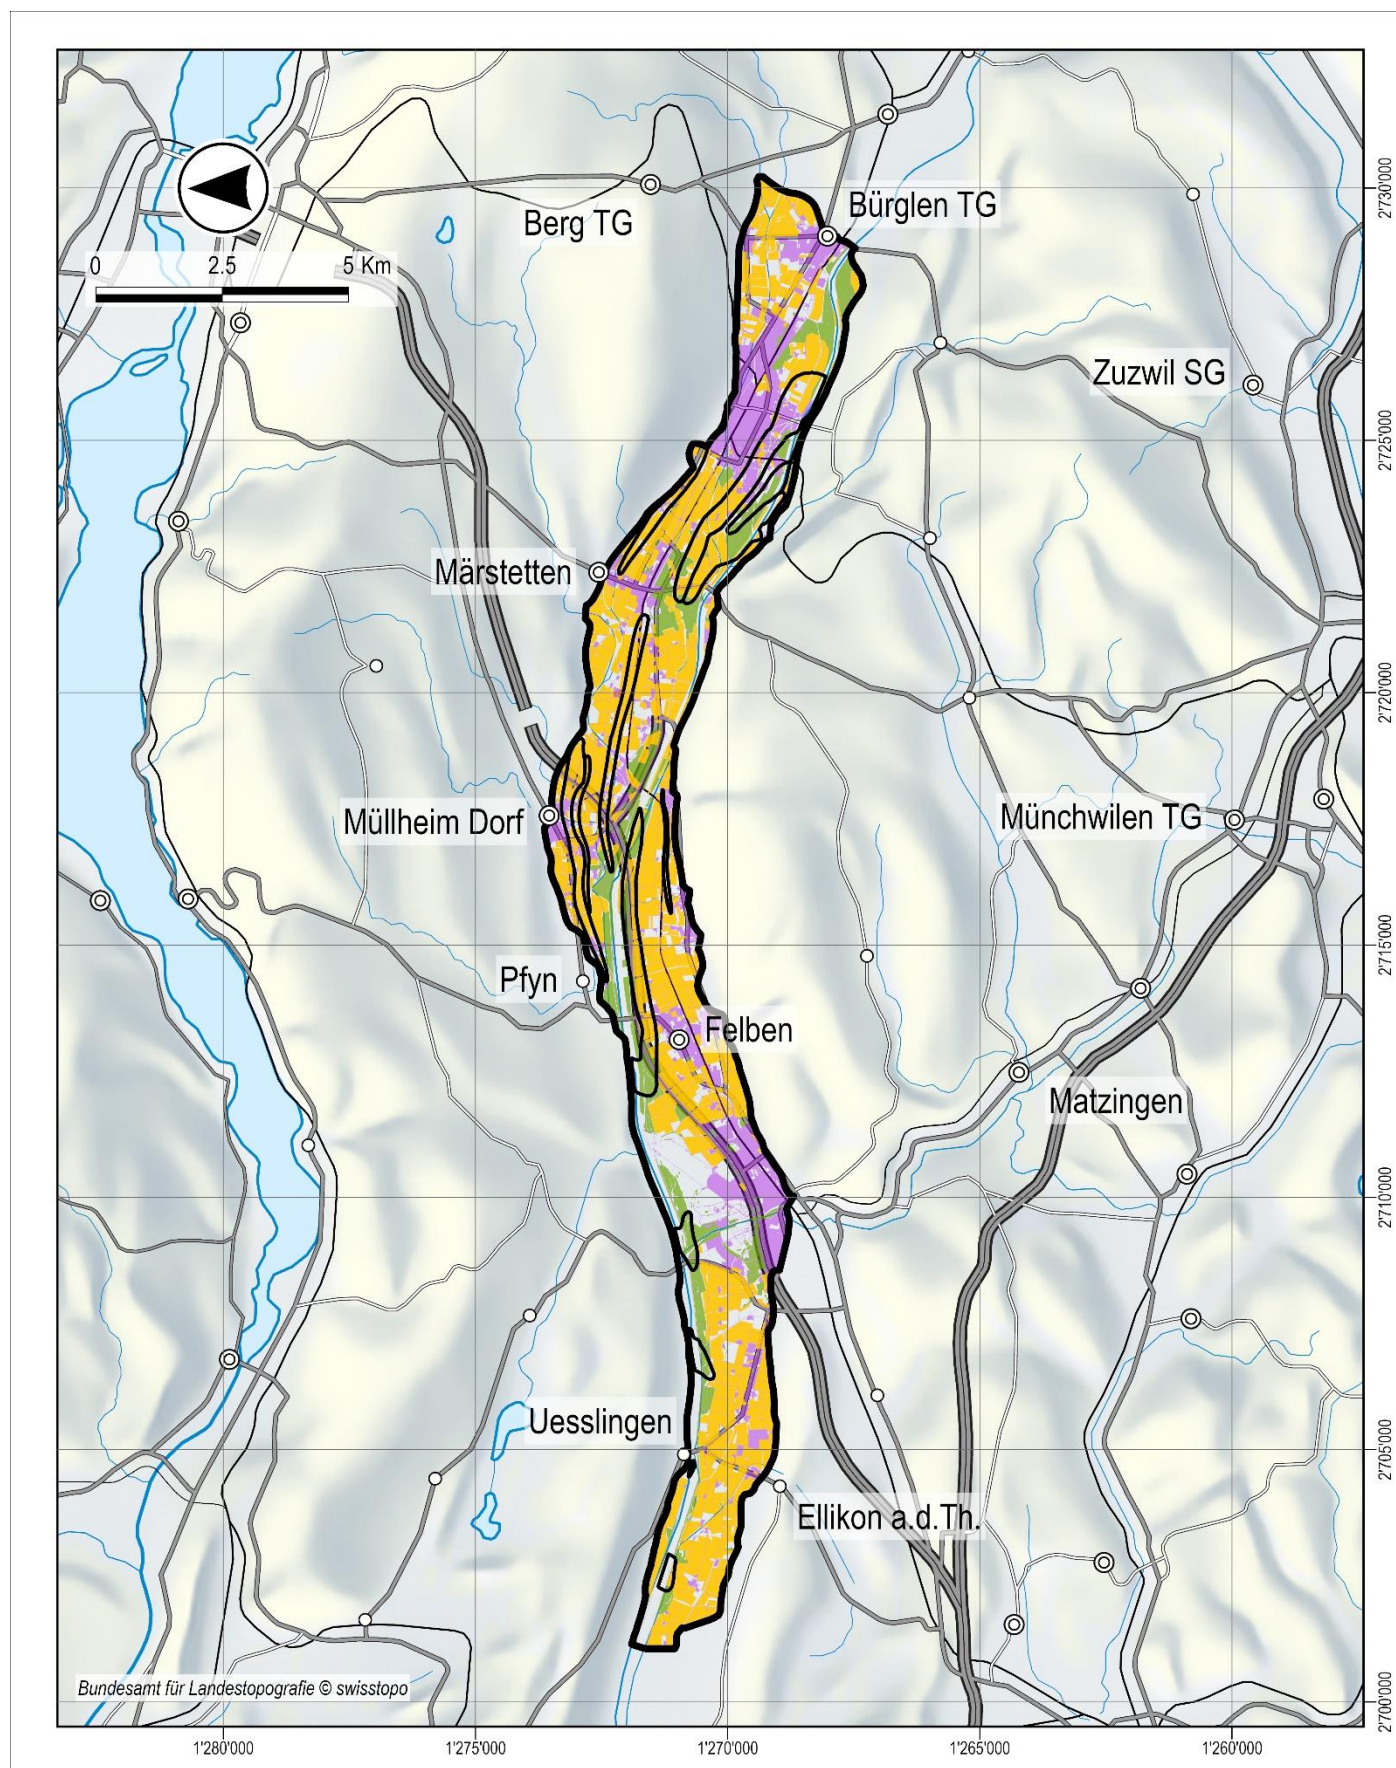 2'730'000
Bürglen TG
Berg TG
0 2.5 5 Km
Zuzwil SG
2'725'000
Märstetten
2'720'000
Müllheim Dorf
Münchwilen TG
2'715'000
Pfyn
Felben
Matzingen
2'710'000
Uesslingen
2'705'000
Ellikon a.d.Th.
Bundesamt für Landestopografie © swisstopo
2'700'000
1'280'000 1'275'000 1'270'000 1'265'000 1'260'000